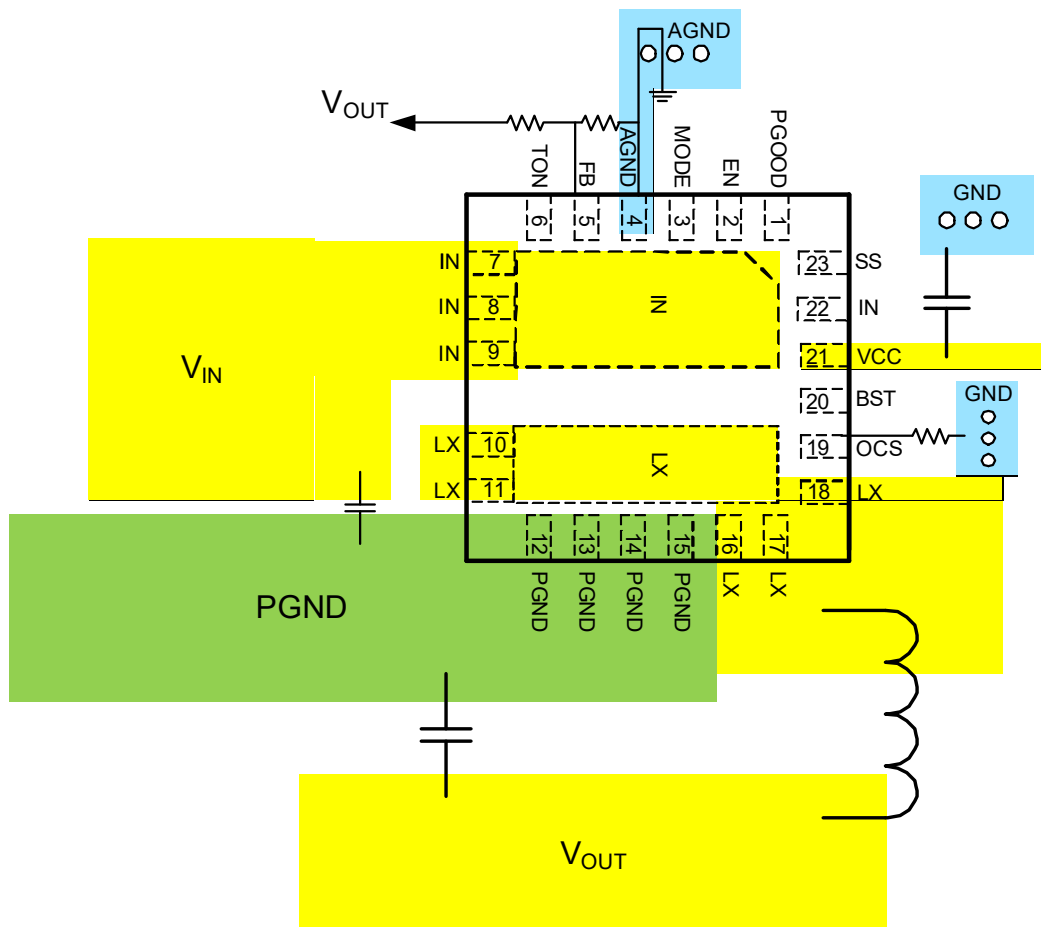 AGND
VOUT
TON
FB
AGND
MODE
EN
PGOOD
GND
6
5
4
3
2
1
IN
7
23
SS
IN
8
IN
22
IN
VIN
IN
9
21
VCC
20
BST
GND
LX
10
LX
19
OCS
LX
11
18
LX
12
13
14
15
16
17
PGND
PGND
PGND
PGND
PGND
LX
LX
VOUT